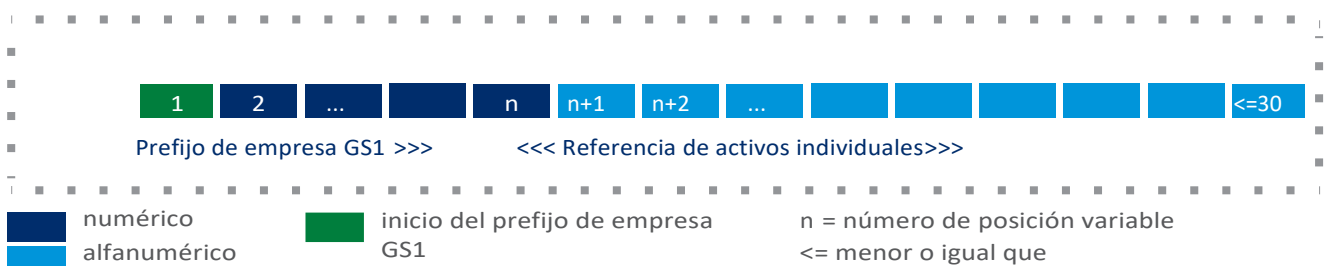 1 2 ... n n+1 n+2 ... <=30
Prefijo de empresa GS1 >>> <<< Referencia de activos individuales>>>
numérico inicio del prefijo de empresa n = número de posición variable
alfanumérico GS1 <= menor o igual que